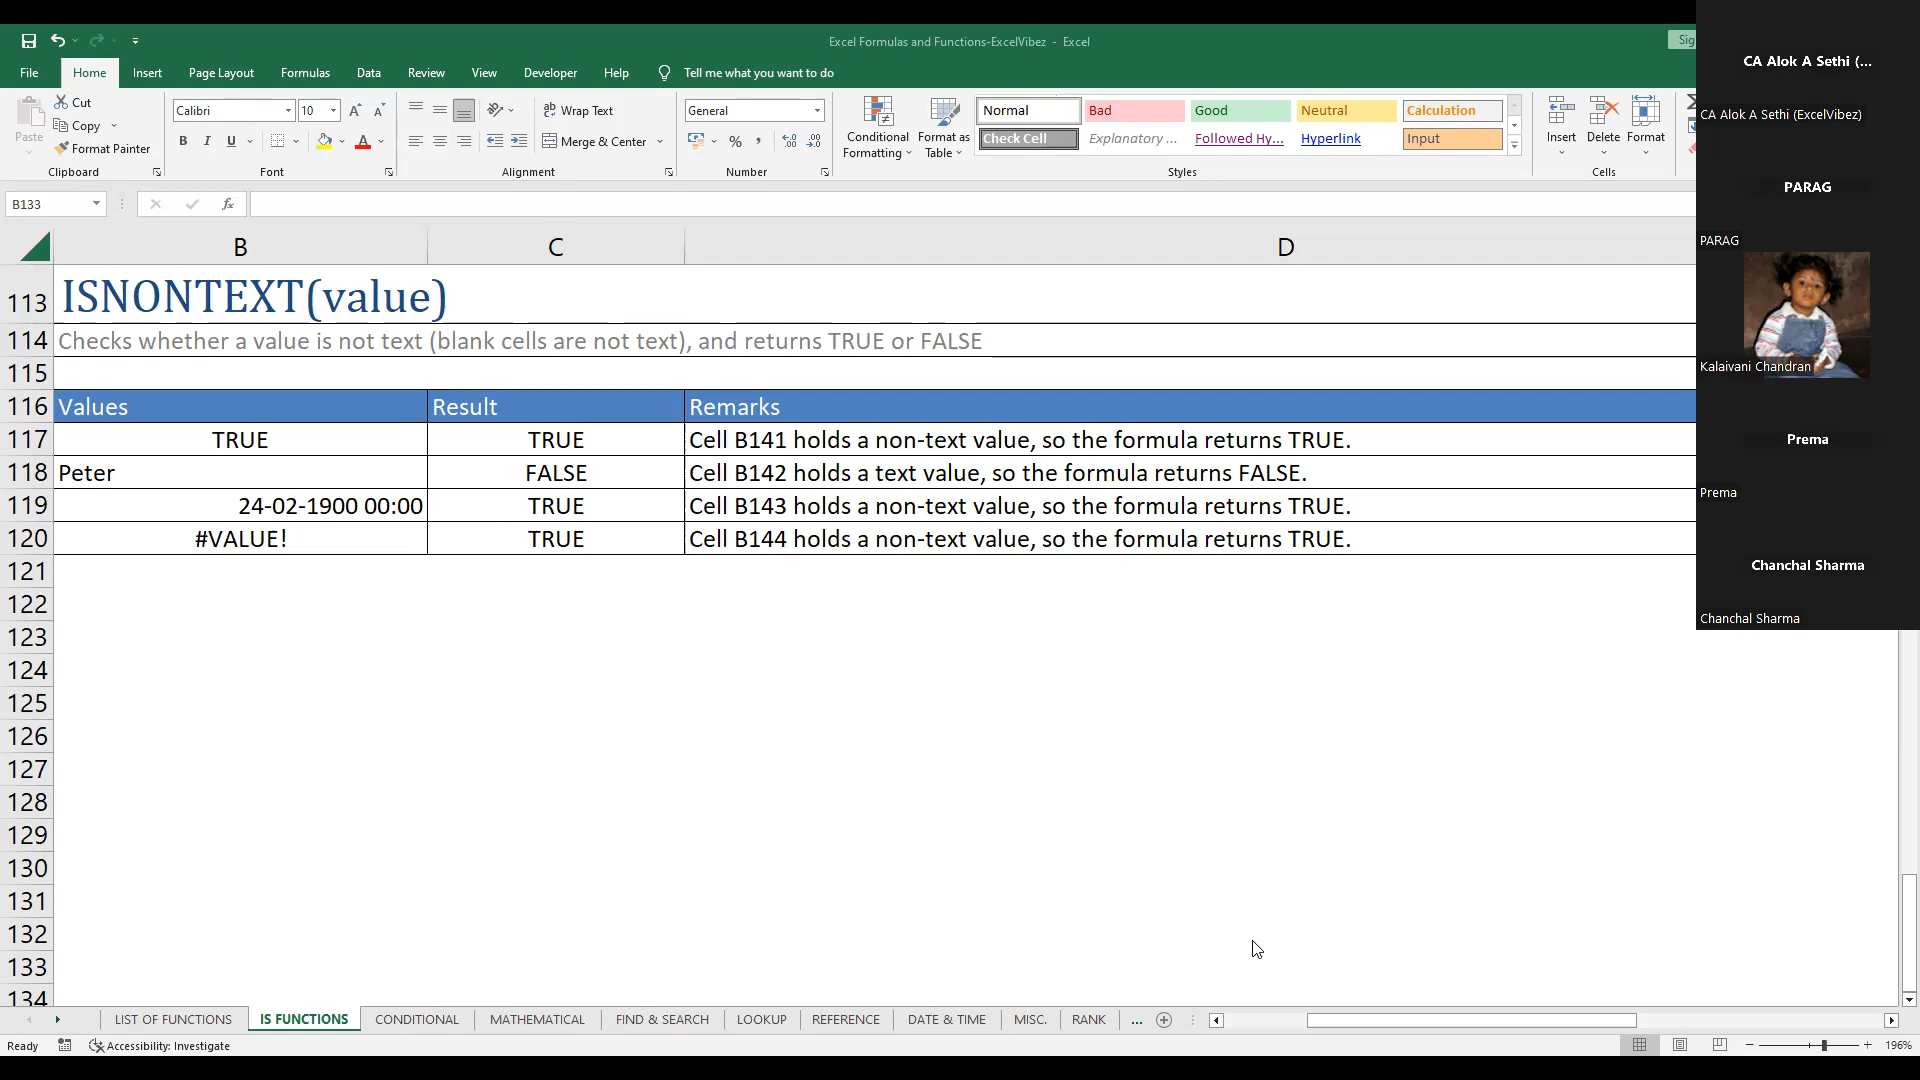 Excel Formulas and Functions-ExcelVibez - Excel
Sig
File Home Insert Page Layout Formulas Data Review View Developer Help Tell me what you want to do
Paste
Cut
Copy
Format Painter
Clipboard
Calibri 10 A A
B I U A
Font
ab Wrap Text
Merge & Center
Alignment
General
% ,
Number
Conditional Formatting
Format as Table
Normal Bad Good Neutral Calculation
Check Cell Explanatory ... Followed Hy... Hyperlink Input
Styles
Insert Delete Format
Cells
B133 fx
B C D
113 ISNONTEXT(value)
114 Checks whether a value is not text (blank cells are not text), and returns TRUE or FALSE
115
116 Values Result Remarks
117 TRUE TRUE Cell B141 holds a non-text value, so the formula returns TRUE.
118 Peter FALSE Cell B142 holds a text value, so the formula returns FALSE.
119 24-02-1900 00:00 TRUE Cell B143 holds a non-text value, so the formula returns TRUE.
120 #VALUE! TRUE Cell B144 holds a non-text value, so the formula returns TRUE.
121
122
123
124
125
126
127
128
129
130
131
132
133
134
CA Alok A Sethi (...
CA Alok A Sethi (ExcelVibez)
PARAG
PARAG
Kalaivani Chandran
Prema
Prema
Chanchal Sharma
Chanchal Sharma
LIST OF FUNCTIONS IS FUNCTIONS CONDITIONAL MATHEMATICAL FIND & SEARCH LOOKUP REFERENCE DATE & TIME MISC. RANK ...
Ready Accessibility: Investigate 196%